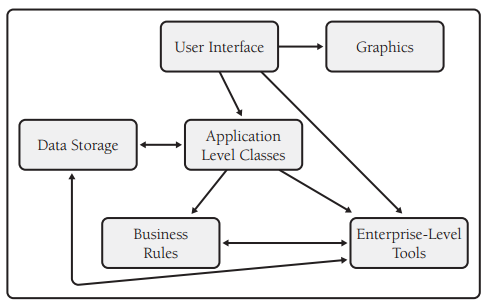 User Interface
Graphics
Data Storage
Application
Level Classes
Business
Rules
Enterprise-Level
Tools